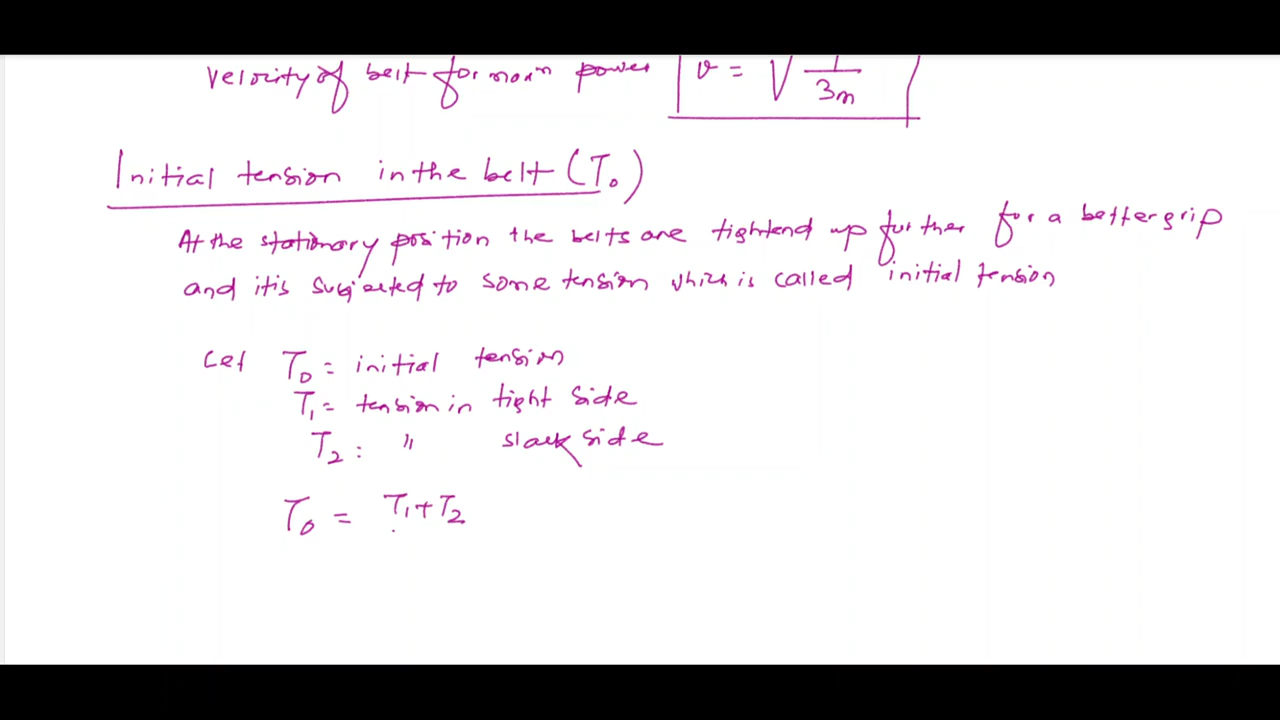 velocity of belt for maxm power v = √ T/3m
Initial tension in the belt (T₀)
At the stationary position the belts are tightend up further for a better grip
and it is subjected to some tension which is called initial tension
Let T₀ = initial tension
T₁ = tension in tight side
T₂ : " slack side
T₀ = T₁+T₂